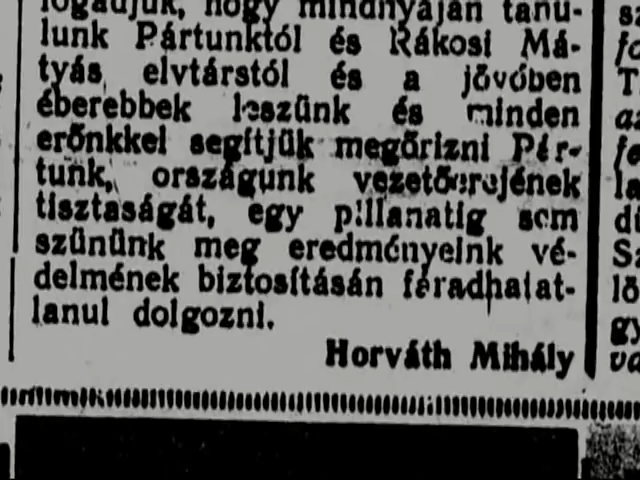 fogadjuk, hogy mindnyájan tanu-
lunk Pártunktól és Rákosi Má-
tyás elvtárstól és a jövőben
éberebbek leszünk és minden
erőnkkel segítjük megőrizni Pár-
tunk, országunk vezetőerejének
tisztaságát, egy pillanatig sem
szününk meg eredményeink vé-
delmének biztosításán fáradhatat-
lanul dolgozni.
Horváth Mihály